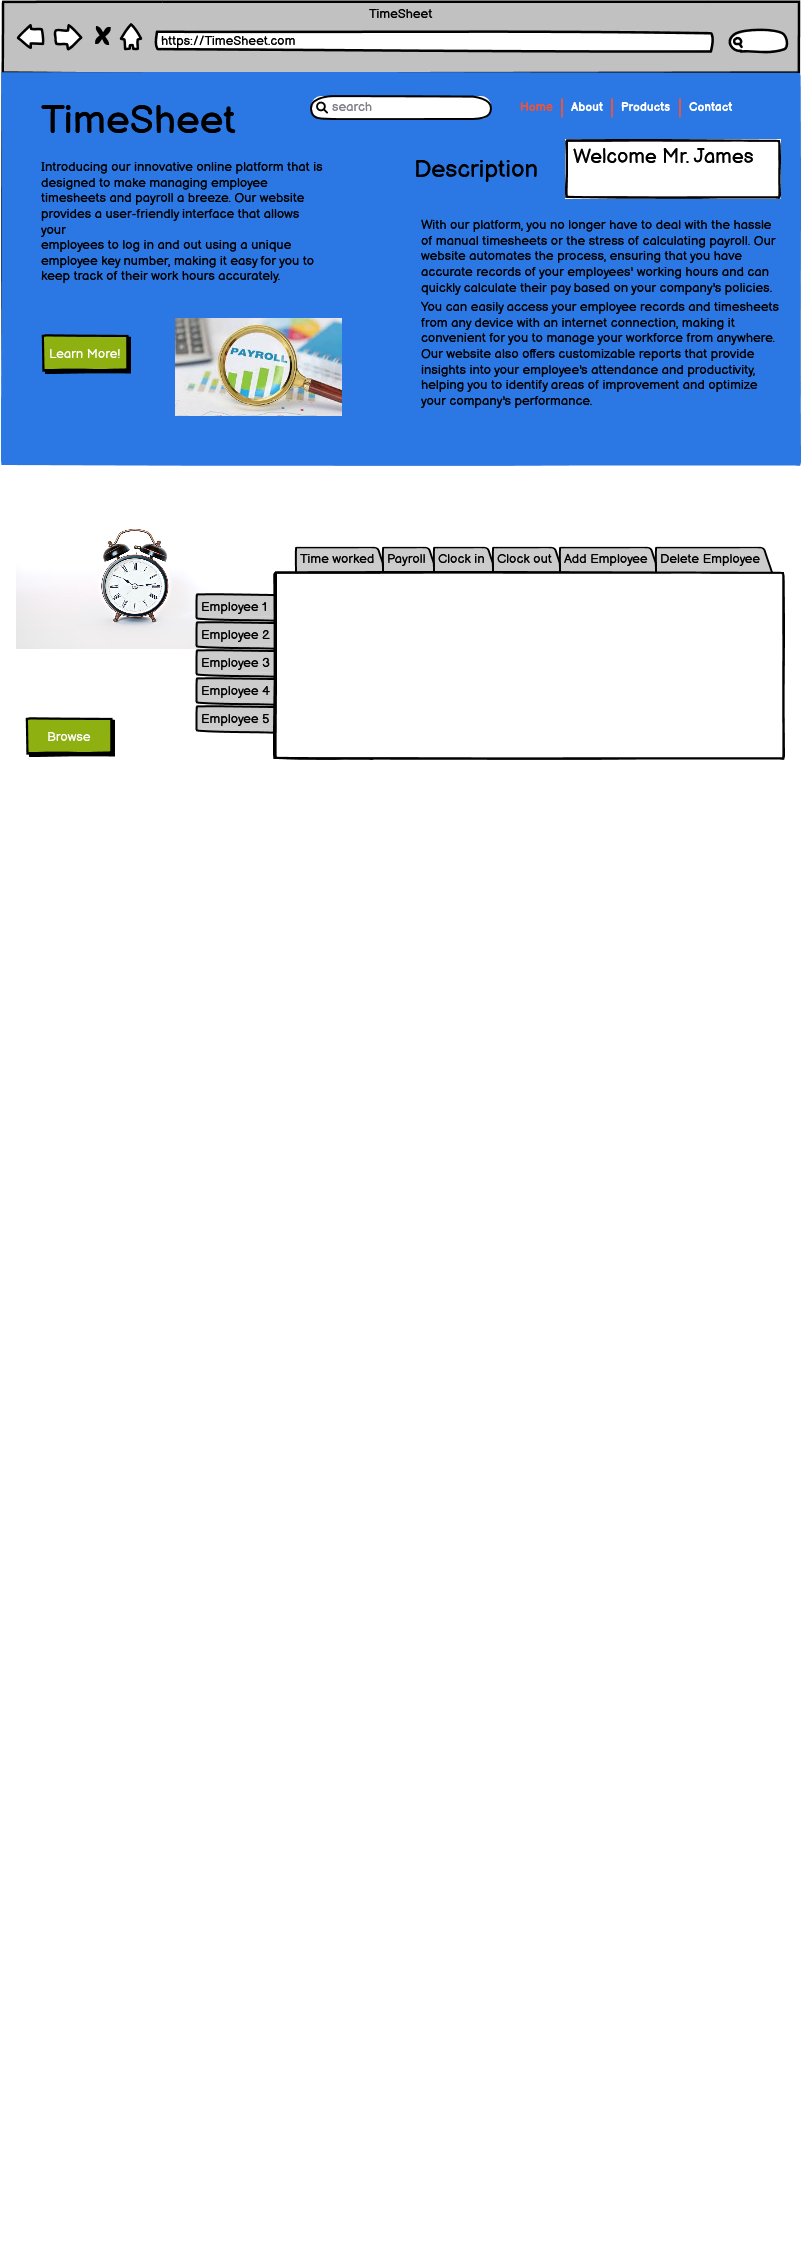 TimeSheet
https://TimeSheet.com
TimeSheet
search
Home
About
Products
Contact
Introducing our innovative online platform that is
designed to make managing employee
timesheets and payroll a breeze. Our website
provides a user-friendly interface that allows
your
employees to log in and out using a unique
employee key number, making it easy for you to
keep track of their work hours accurately.
Learn More!
PAYROLL
Description
Welcome Mr. James
With our platform, you no longer have to deal with the hassle
of manual timesheets or the stress of calculating payroll. Our
website automates the process, ensuring that you have
accurate records of your employees' working hours and can
quickly calculate their pay based on your company's policies.
You can easily access your employee records and timesheets
from any device with an internet connection, making it
convenient for you to manage your workforce from anywhere.
Our website also offers customizable reports that provide
insights into your employee's attendance and productivity,
helping you to identify areas of improvement and optimize
your company's performance.
Time worked
Payroll
Clock in
Clock out
Add Employee
Delete Employee
Employee 1
Employee 2
Employee 3
Employee 4
Employee 5
Browse